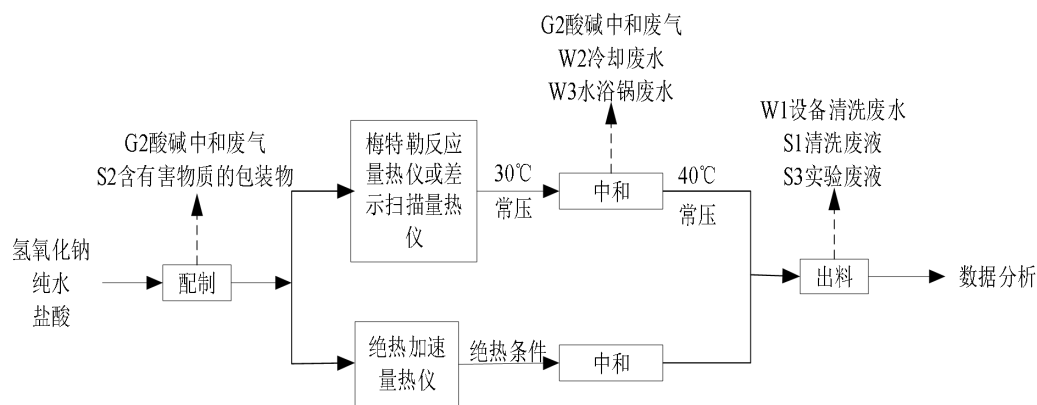 G2酸碱中和废气
W2冷却废水
W3水浴锅废水
W1设备清洗废水
S1清洗废液
S3实验废液
G2酸碱中和废气
S2含有害物质的包装物
梅特勒反应
量热仪或差
示扫描量热
仪
30℃
常压
中和
40℃
常压
氢氧化钠
纯水
盐酸
配制
出料
数据分析
绝热加速
量热仪
绝热条件
中和